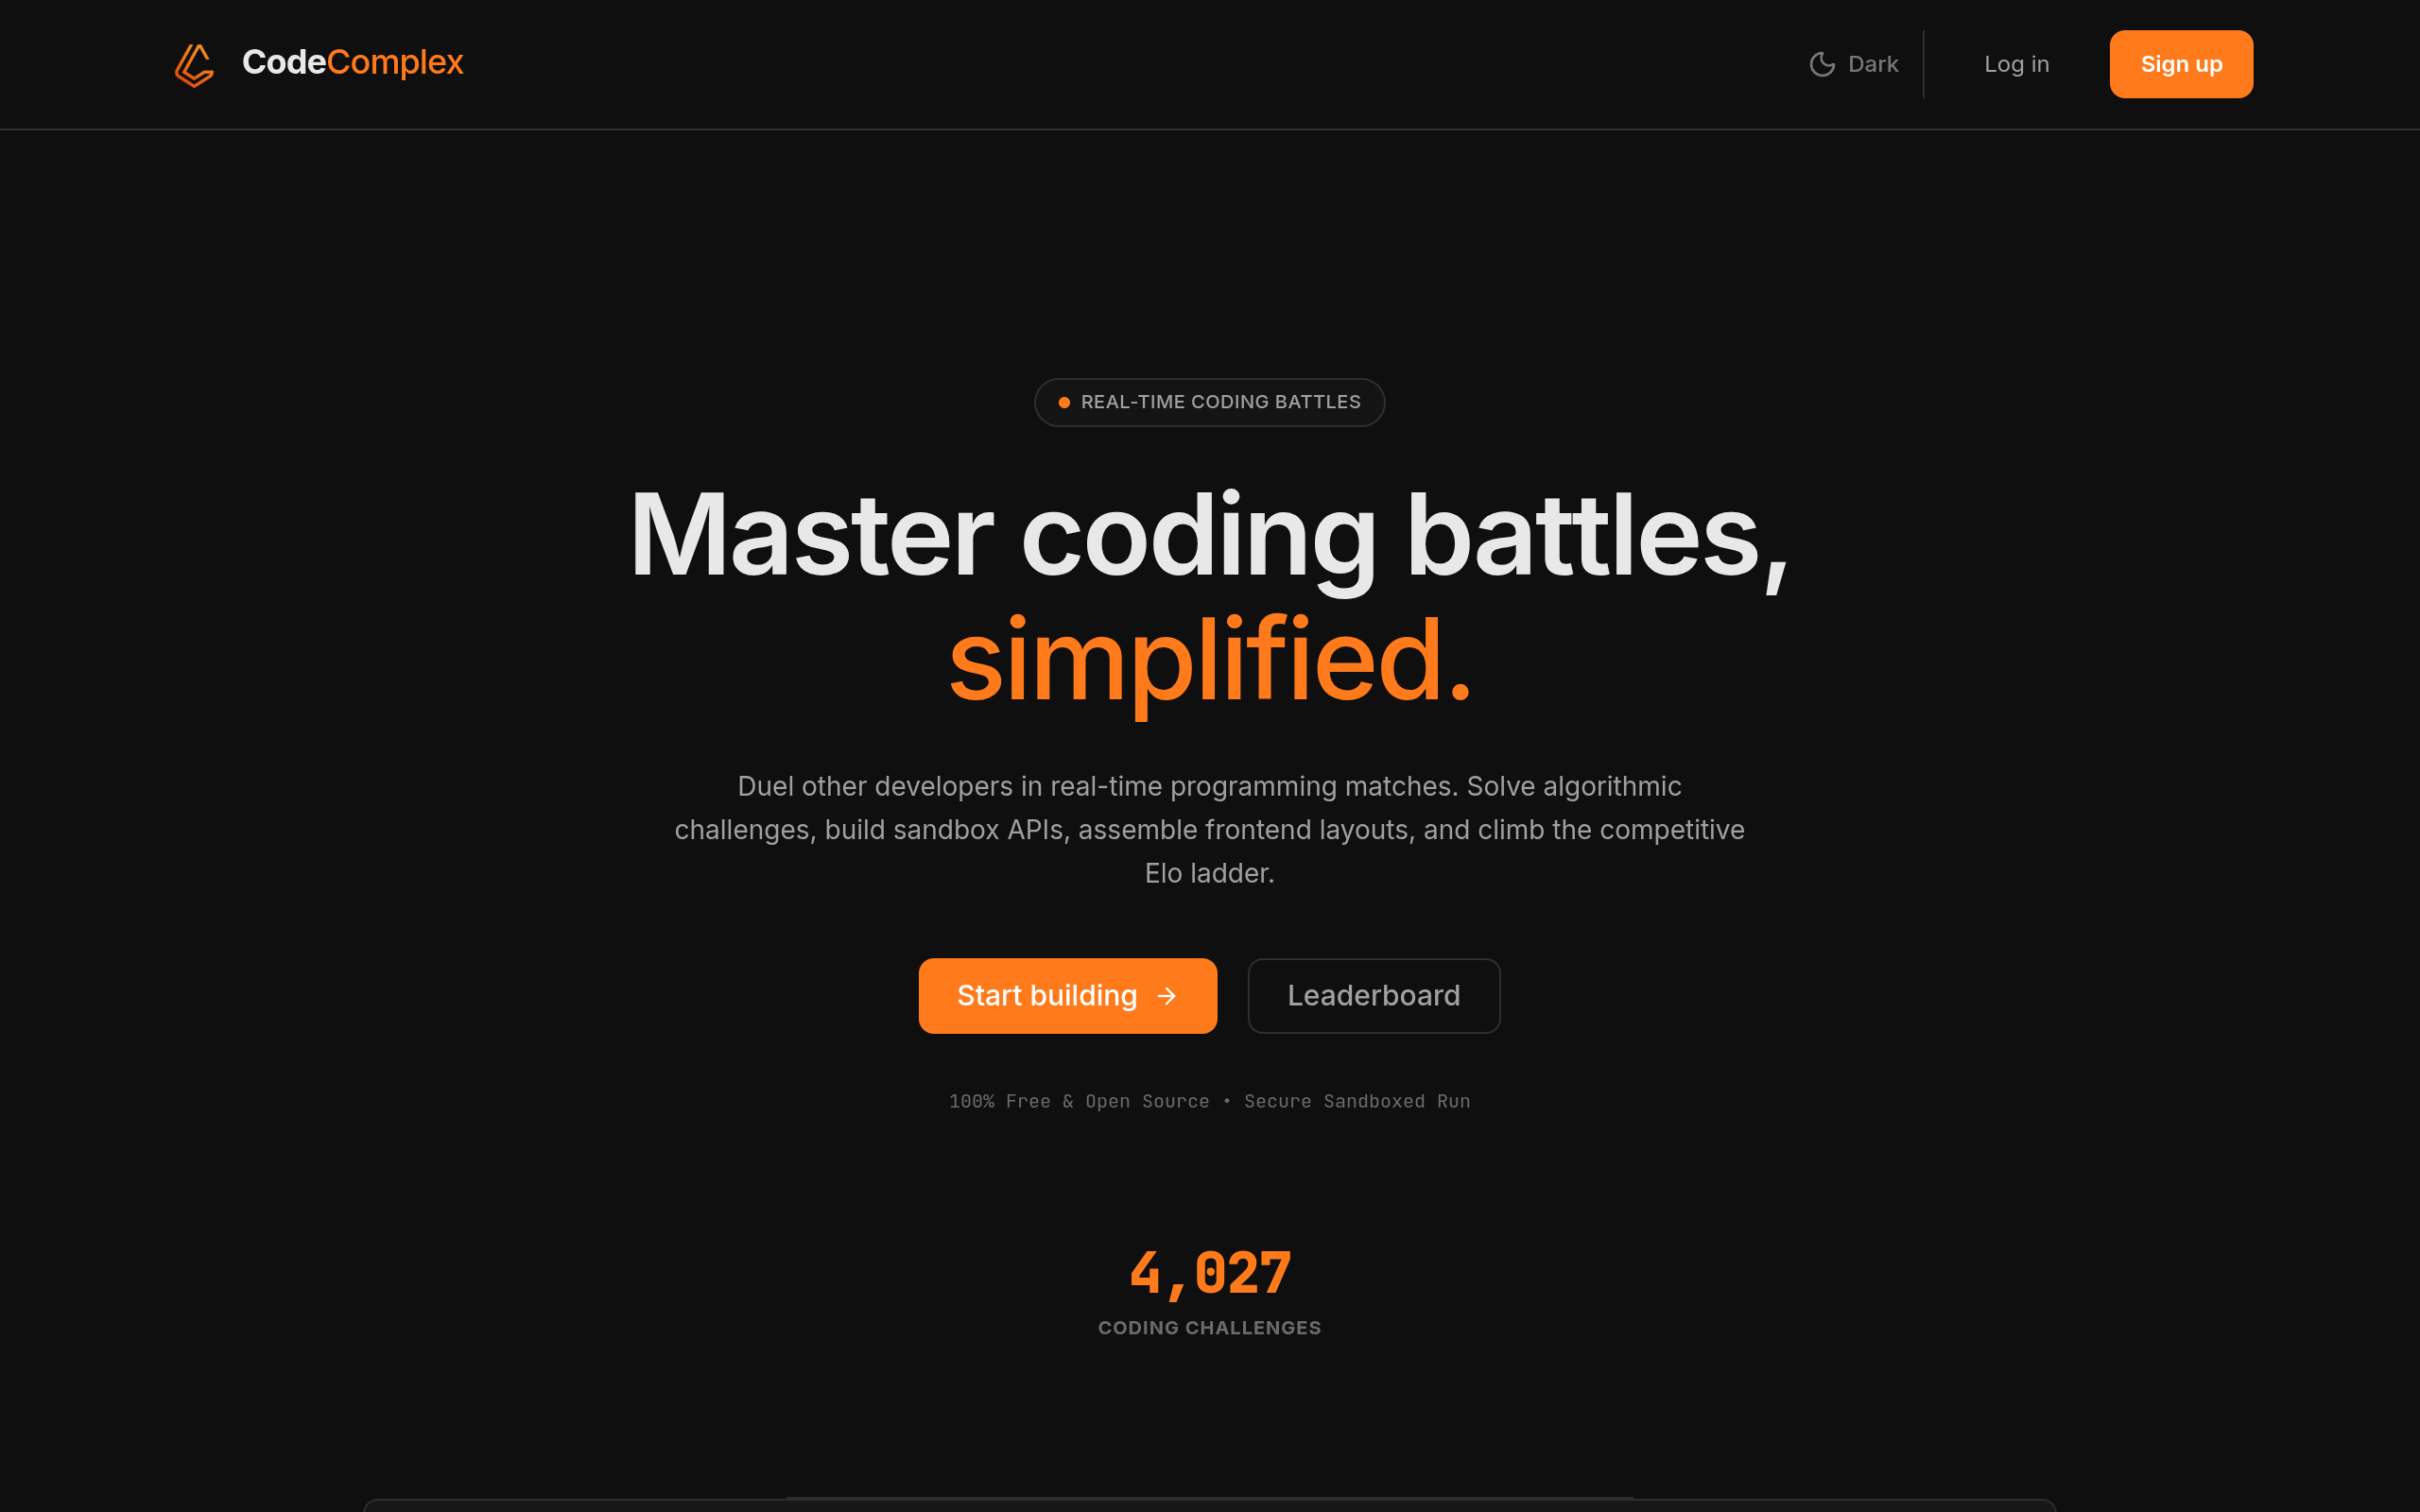 CodeComplex
Dark
Log in
Sign up
REAL-TIME CODING BATTLES
Master coding battles,
simplified.
Duel other developers in real-time programming matches. Solve algorithmic
challenges, build sandbox APIs, assemble frontend layouts, and climb the competitive
Elo ladder.
Start building →
Leaderboard
100% Free & Open Source • Secure Sandboxed Run
4,027
CODING CHALLENGES